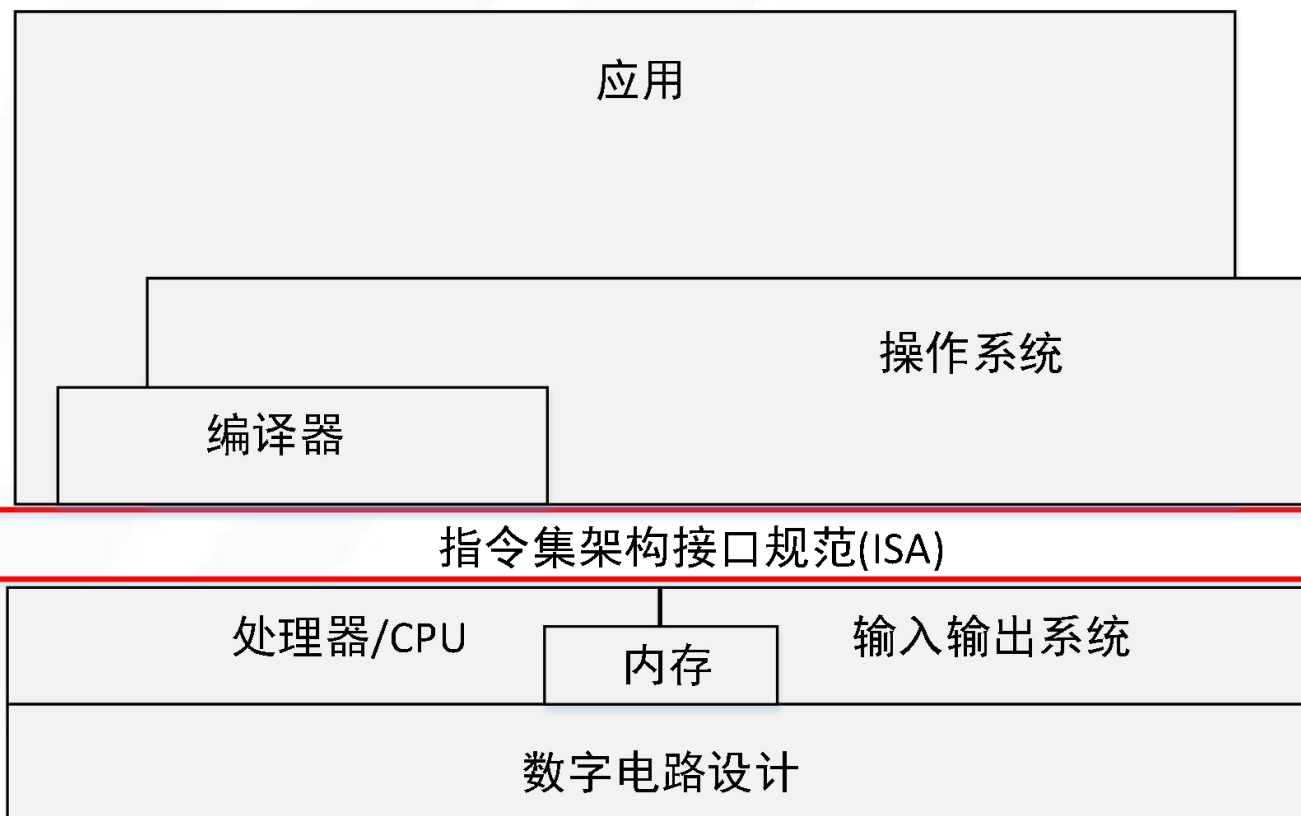 应用
操作系统
编译器
指令集架构接口规范(ISA)
处理器/CPU
内存
输入输出系统
数字电路设计